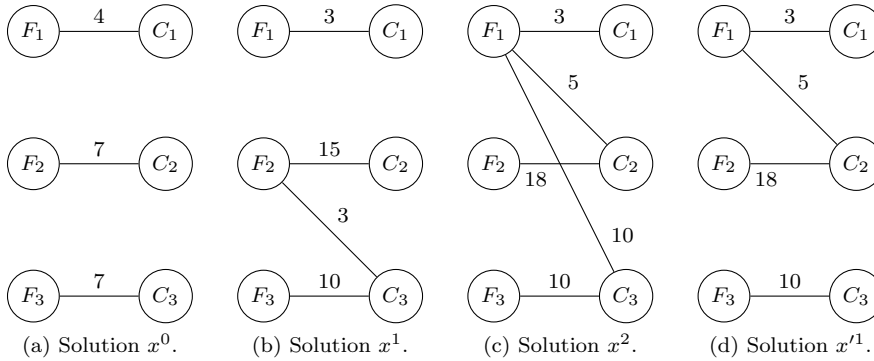 F₁ 4 C₁ F₁ 3 C₁ F₁ 3 C₁ F₁ 3 C₁
5 5
F₂ 7 C₂ F₂ 15 C₂ F₂ 18 C₂ F₂ 18 C₂
3 10
F₃ 7 C₃ F₃ 10 C₃ F₃ 10 C₃ F₃ 10 C₃
(a) Solution x⁰. (b) Solution x¹. (c) Solution x². (d) Solution x′¹.